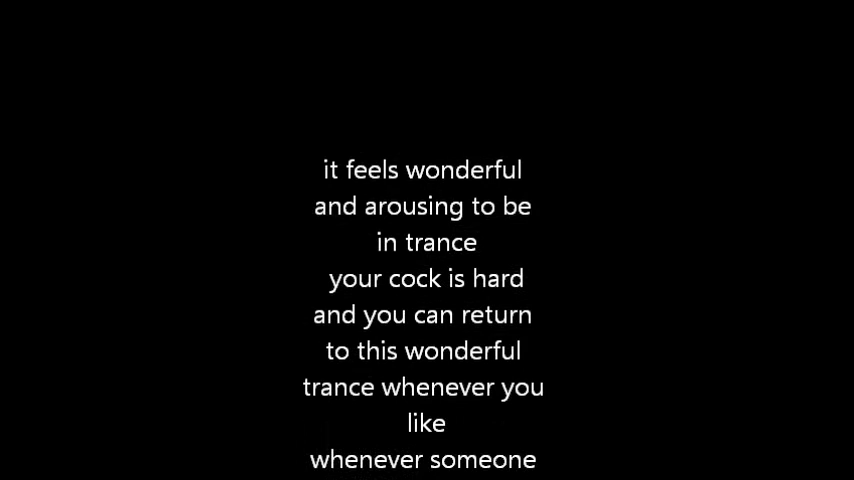 it feels wonderful
and arousing to be
in trance
your cock is hard
and you can return
to this wonderful
trance whenever you
like
whenever someone